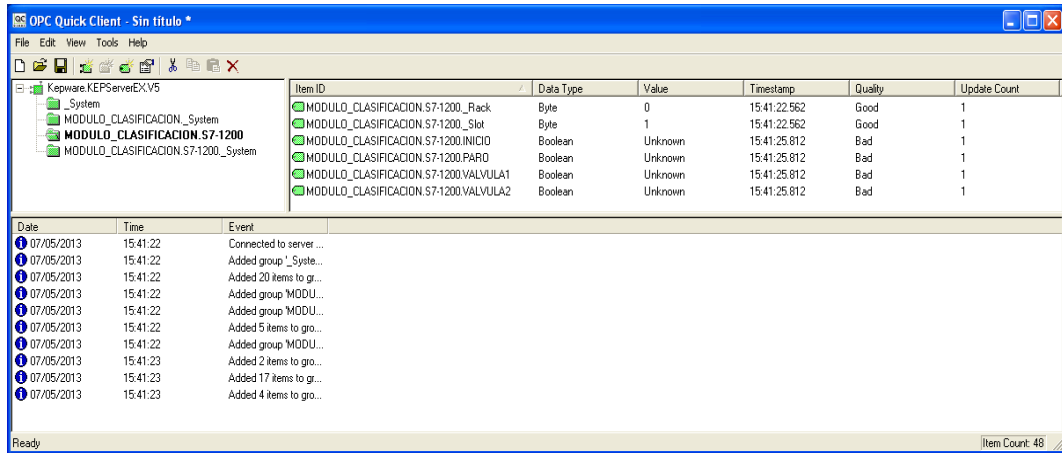 OPC Quick Client - Sin título *
File Edit View Tools Help
Kepware.KEPServerEX.V5
_System
MODULO_CLASIFICACION._System
MODULO_CLASIFICACION.S7-1200
MODULO_CLASIFICACION.S7-1200._System
Item ID Data Type Value Timestamp Quality Update Count
MODULO_CLASIFICACION.S7-1200._Rack Byte 0 15:41:22.562 Good 1
MODULO_CLASIFICACION.S7-1200._Slot Byte 1 15:41:22.562 Good 1
MODULO_CLASIFICACION.S7-1200.INICIO Boolean Unknown 15:41:25.812 Bad 1
MODULO_CLASIFICACION.S7-1200.PARO Boolean Unknown 15:41:25.812 Bad 1
MODULO_CLASIFICACION.S7-1200.VALVULA1 Boolean Unknown 15:41:25.812 Bad 1
MODULO_CLASIFICACION.S7-1200.VALVULA2 Boolean Unknown 15:41:25.812 Bad 1
Date Time Event
07/05/2013 15:41:22 Connected to server ...
07/05/2013 15:41:22 Added group '_Syste...
07/05/2013 15:41:22 Added 20 items to gr...
07/05/2013 15:41:22 Added group 'MODU...
07/05/2013 15:41:22 Added group 'MODU...
07/05/2013 15:41:22 Added 5 items to gro...
07/05/2013 15:41:22 Added group 'MODU...
07/05/2013 15:41:23 Added 2 items to gro...
07/05/2013 15:41:23 Added 17 items to gr...
07/05/2013 15:41:23 Added 4 items to gro...
Ready Item Count: 48